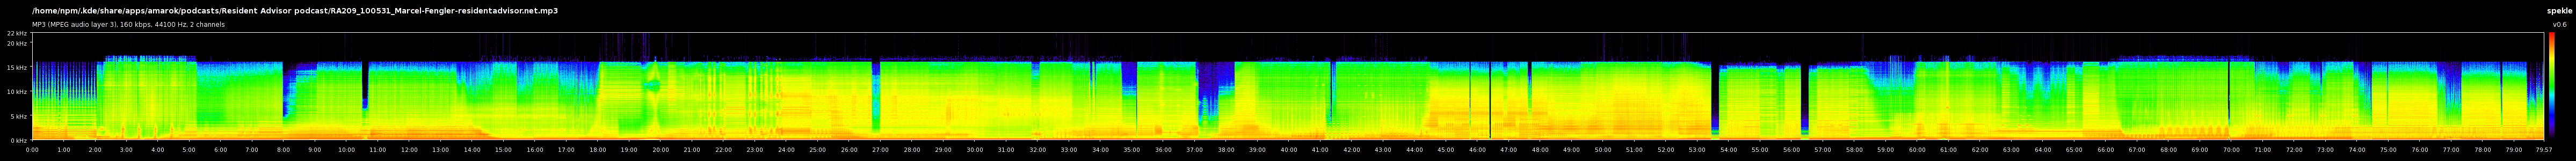 /home/npm/.kde/share/apps/amarok/podcasts/Resident Advisor podcast/RA209_100531_Marcel-Fengler-residentadvisor.net.mp3
spekle
MP3 (MPEG audio layer 3), 160 kbps, 44100 Hz, 2 channels
v0.6
22 kHz
20 kHz
15 kHz
10 kHz
5 kHz
0 kHz
0:00 1:00 2:00 3:00 4:00 5:00 6:00 7:00 8:00 9:00 10:00 11:00 12:00 13:00 14:00 15:00 16:00 17:00 18:00 19:00 20:00 21:00 22:00 23:00 24:00 25:00 26:00 27:00 28:00 29:00 30:00 31:00 32:00 33:00 34:00 35:00 36:00 37:00 38:00 39:00 40:00 41:00 42:00 43:00 44:00 45:00 46:00 47:00 48:00 49:00 50:00 51:00 52:00 53:00 54:00 55:00 56:00 57:00 58:00 59:00 60:00 61:00 62:00 63:00 64:00 65:00 66:00 67:00 68:00 69:00 70:00 71:00 72:00 73:00 74:00 75:00 76:00 77:00 78:00 79:00 79:57